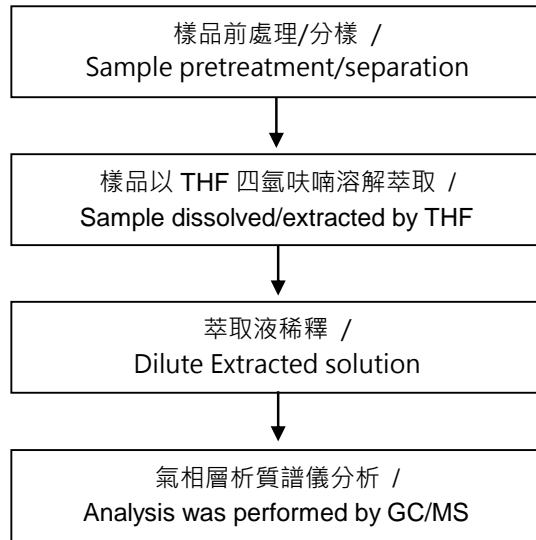 樣品前處理/分樣 /
Sample pretreatment/separation
樣品以 THF 四氫呋喃溶解萃取 /
Sample dissolved/extracted by THF
萃取液稀釋 /
Dilute Extracted solution
氣相層析質譜儀分析 /
Analysis was performed by GC/MS